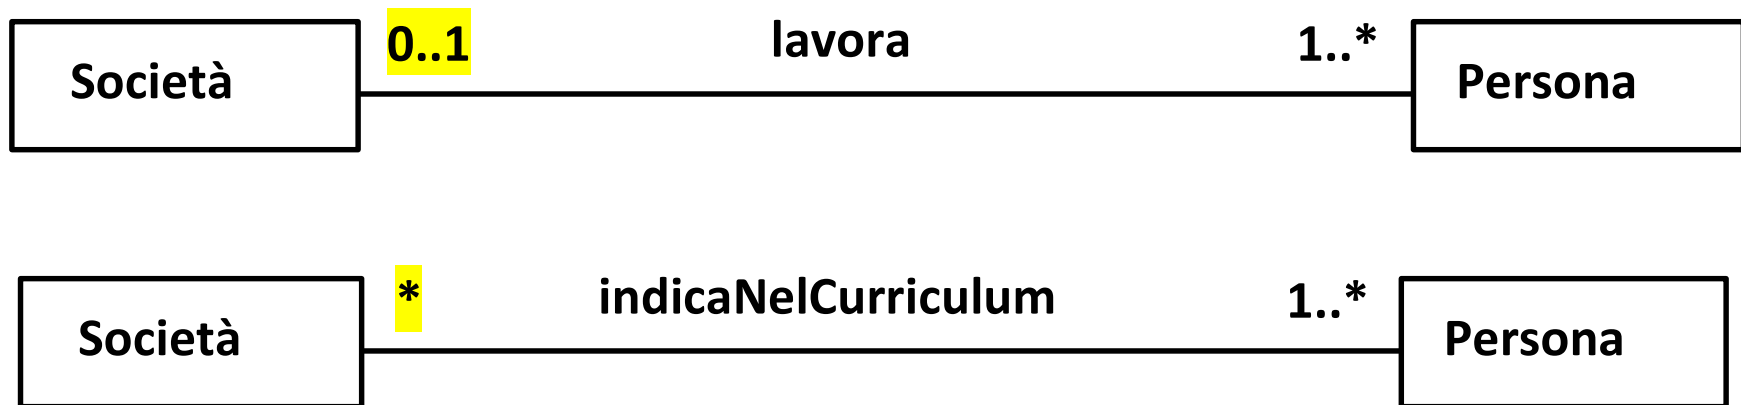 0..1 lavora 1..*
Società Persona
* indicaNelCurriculum 1..*
Società Persona